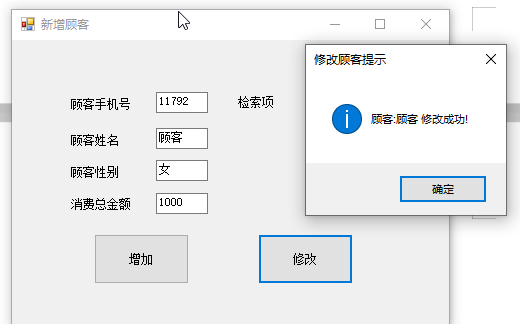 新增顾客
修改顾客提示
顾客手机号 11792 检索项
顾客:顾客 修改成功!
顾客姓名 顾客
顾客性别 女
确定
消费总金额 1000
增加 修改